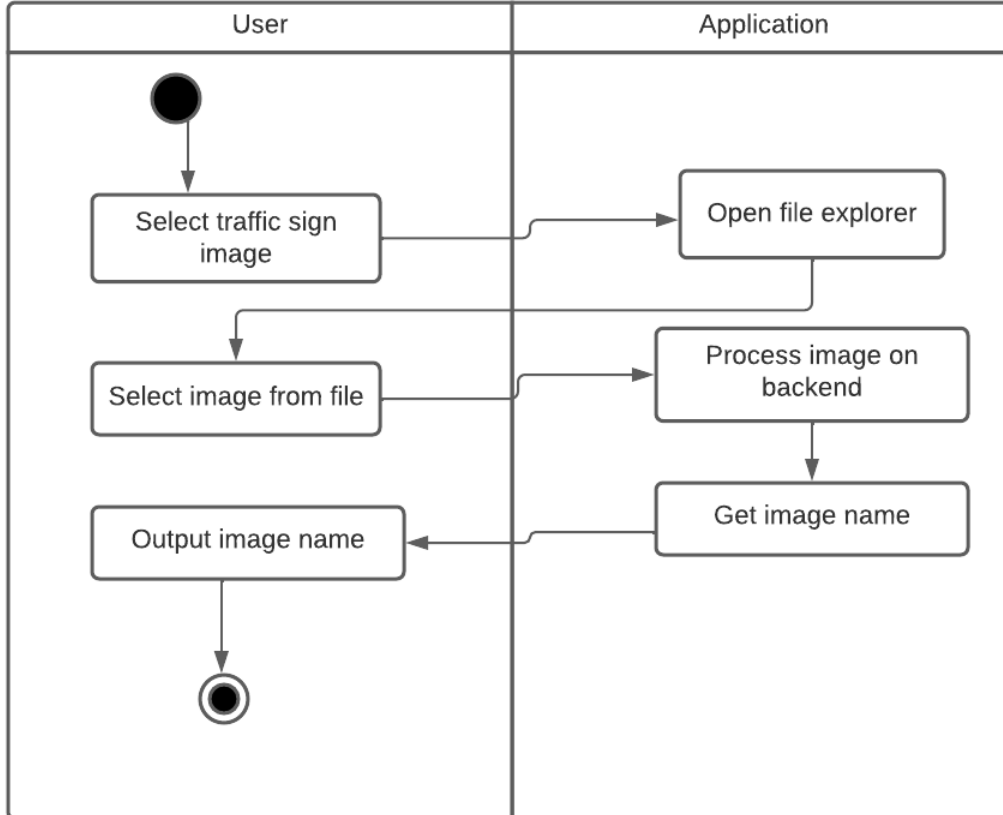 User
Application
Select traffic sign
image
Open file explorer
Select image from file
Process image on
backend
Get image name
Output image name